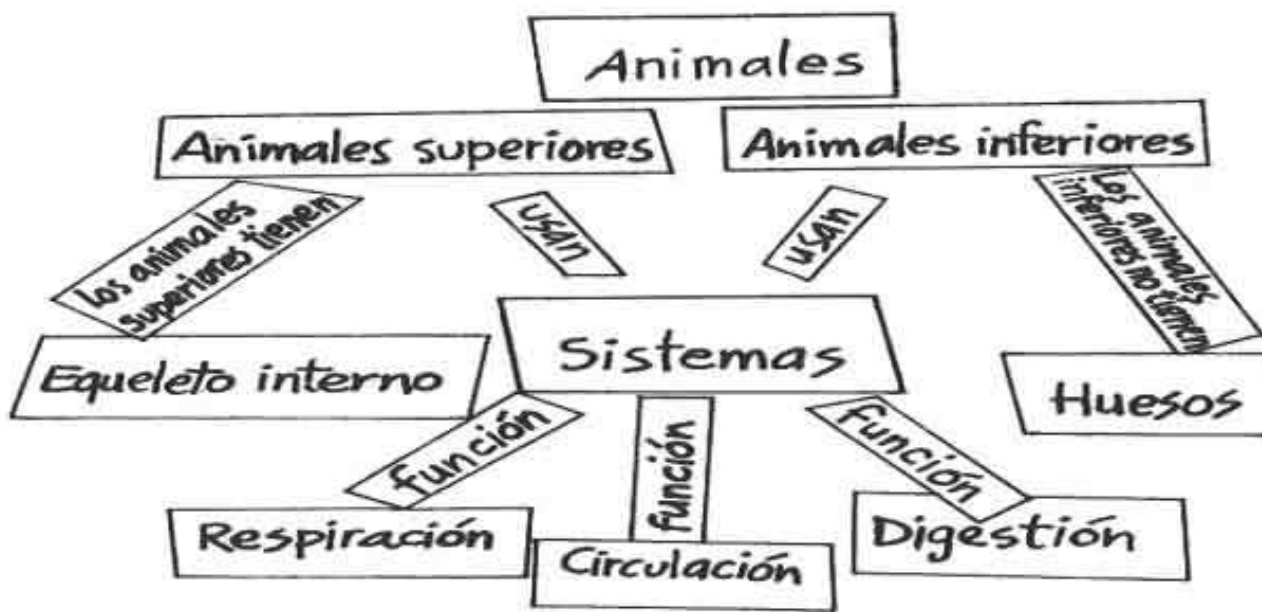 Animales
Animales superiores
Animales inferiores
los animales
superiores tienen
usan
usan
Los animales
inferiores no tienen
Equeleto interno
Sistemas
Huesos
función
función
función
Respiración
Circulación
Digestión